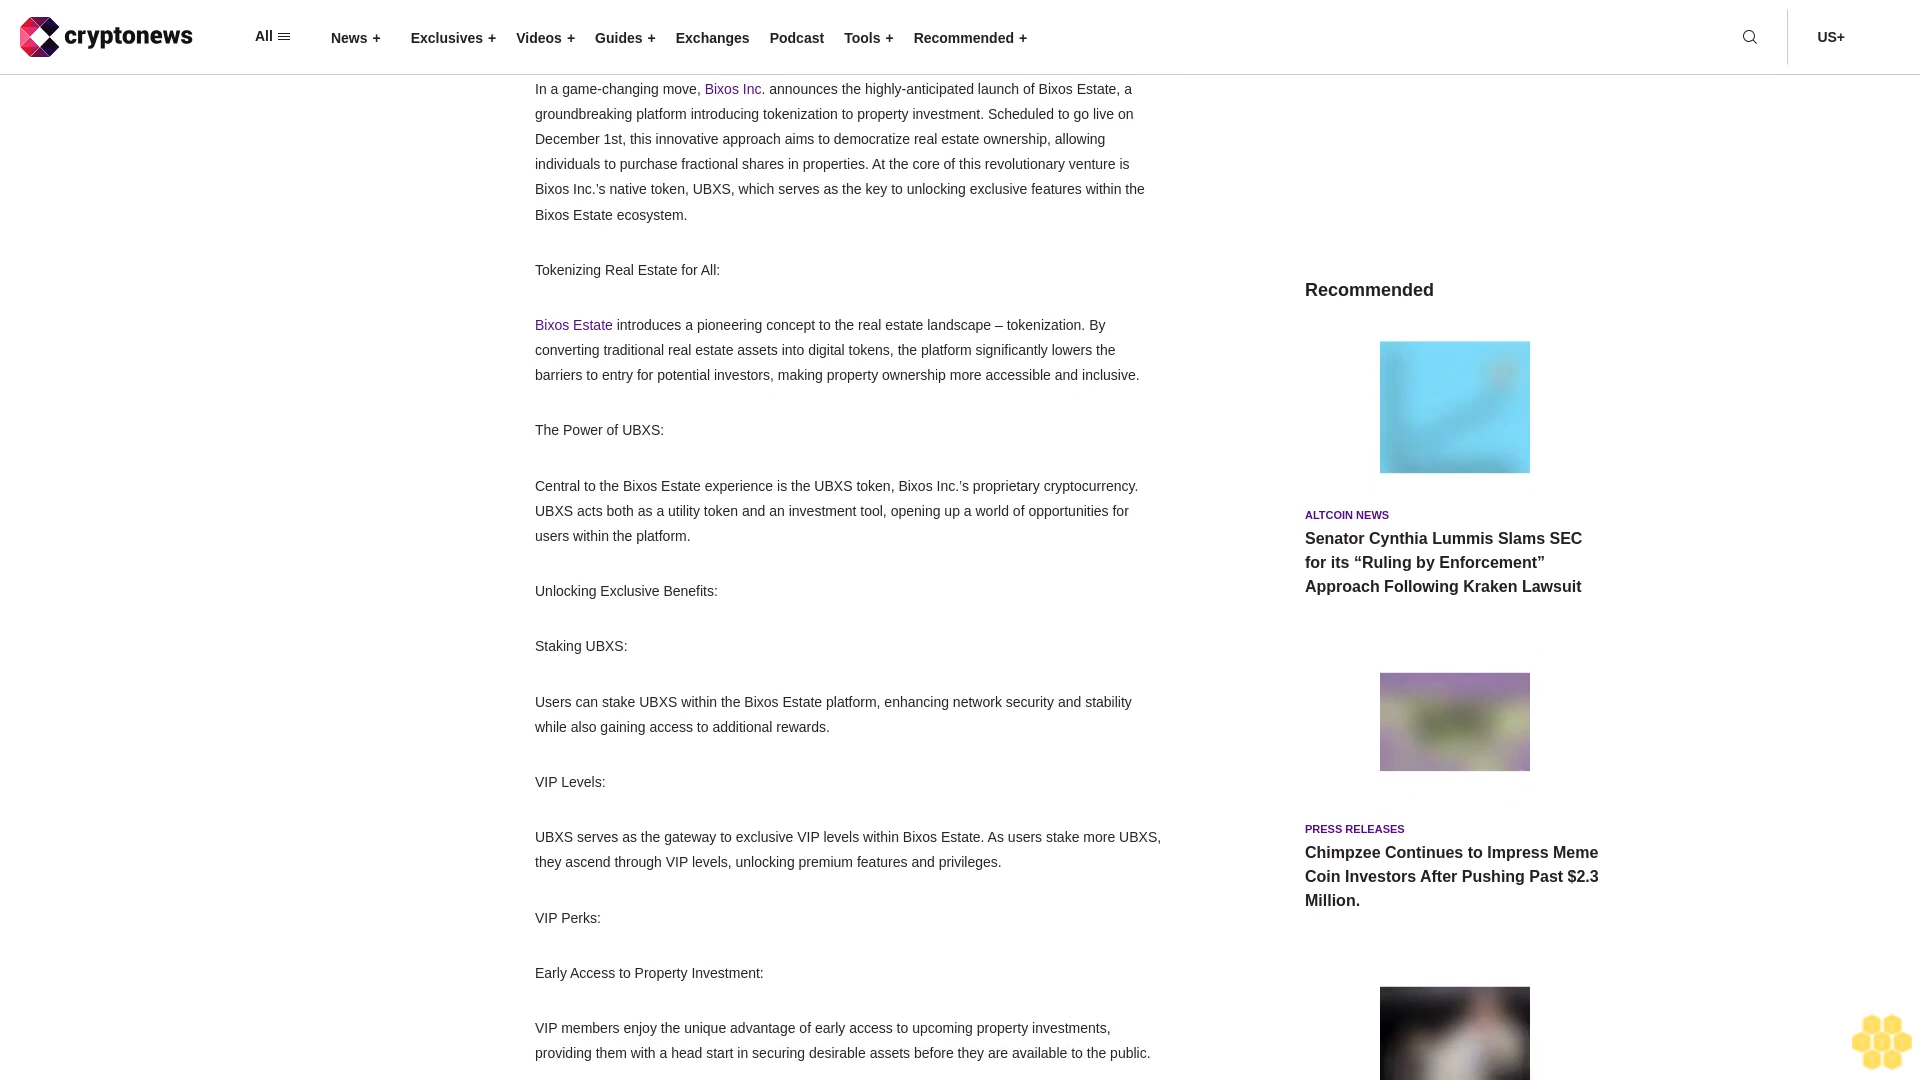 cryptonews
All
News +
Exclusives +
Videos +
Guides +
Exchanges
Podcast
Tools +
Recommended +
US+
In a game-changing move, Bixos Inc. announces the highly-anticipated launch of Bixos Estate, a
groundbreaking platform introducing tokenization to property investment. Scheduled to go live on
December 1st, this innovative approach aims to democratize real estate ownership, allowing
individuals to purchase fractional shares in properties. At the core of this revolutionary venture is
Bixos Inc.’s native token, UBXS, which serves as the key to unlocking exclusive features within the
Bixos Estate ecosystem.
Tokenizing Real Estate for All:
Bixos Estate introduces a pioneering concept to the real estate landscape – tokenization. By
converting traditional real estate assets into digital tokens, the platform significantly lowers the
barriers to entry for potential investors, making property ownership more accessible and inclusive.
The Power of UBXS:
Central to the Bixos Estate experience is the UBXS token, Bixos Inc.’s proprietary cryptocurrency.
UBXS acts both as a utility token and an investment tool, opening up a world of opportunities for
users within the platform.
Unlocking Exclusive Benefits:
Staking UBXS:
Users can stake UBXS within the Bixos Estate platform, enhancing network security and stability
while also gaining access to additional rewards.
VIP Levels:
UBXS serves as the gateway to exclusive VIP levels within Bixos Estate. As users stake more UBXS,
they ascend through VIP levels, unlocking premium features and privileges.
VIP Perks:
Early Access to Property Investment:
VIP members enjoy the unique advantage of early access to upcoming property investments,
providing them with a head start in securing desirable assets before they are available to the public.
Recommended
ALTCOIN NEWS
Senator Cynthia Lummis Slams SEC
for its “Ruling by Enforcement”
Approach Following Kraken Lawsuit
PRESS RELEASES
Chimpzee Continues to Impress Meme
Coin Investors After Pushing Past $2.3
Million.